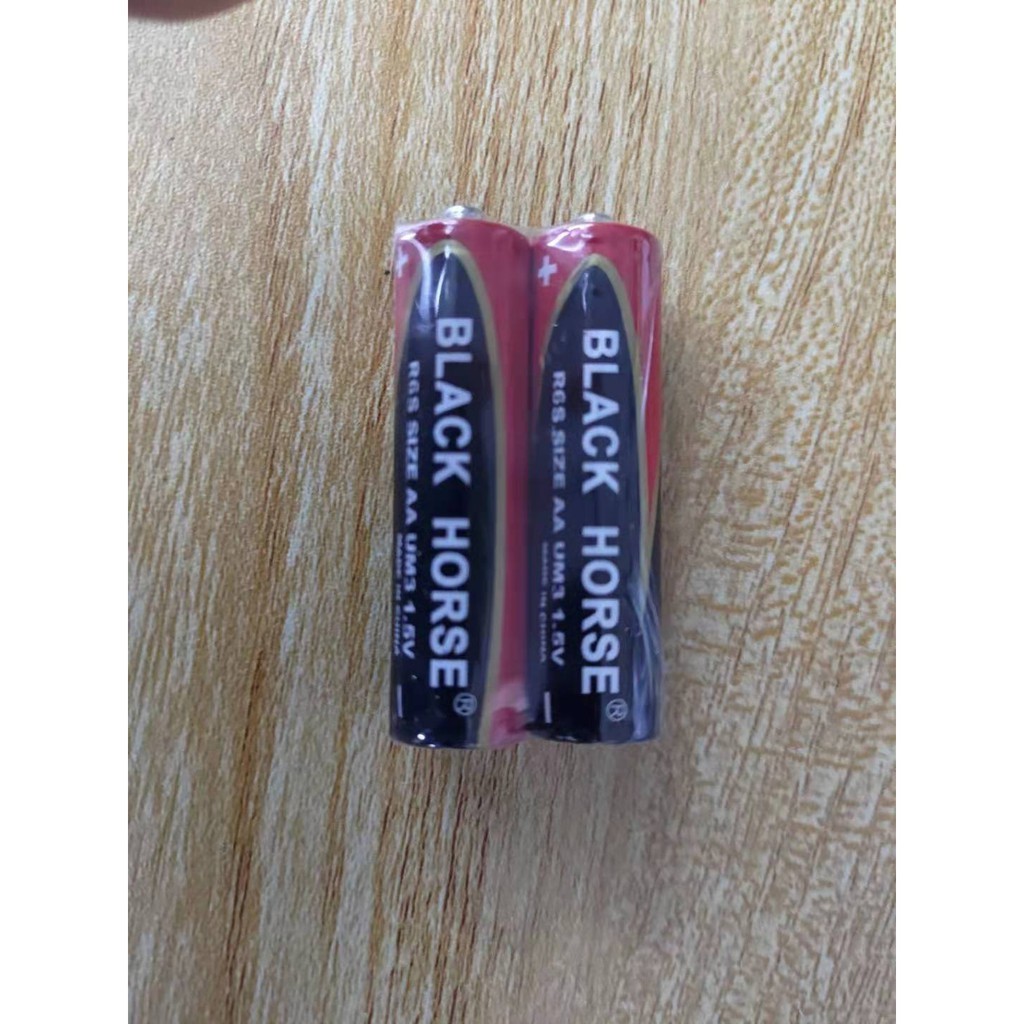 +
BLACK HORSE®
R6S SIZE AA UM3 1.5V
MADE IN CHINA
–
+
BLACK HORSE®
R6S SIZE AA UM3 1.5V
MADE IN CHINA
–